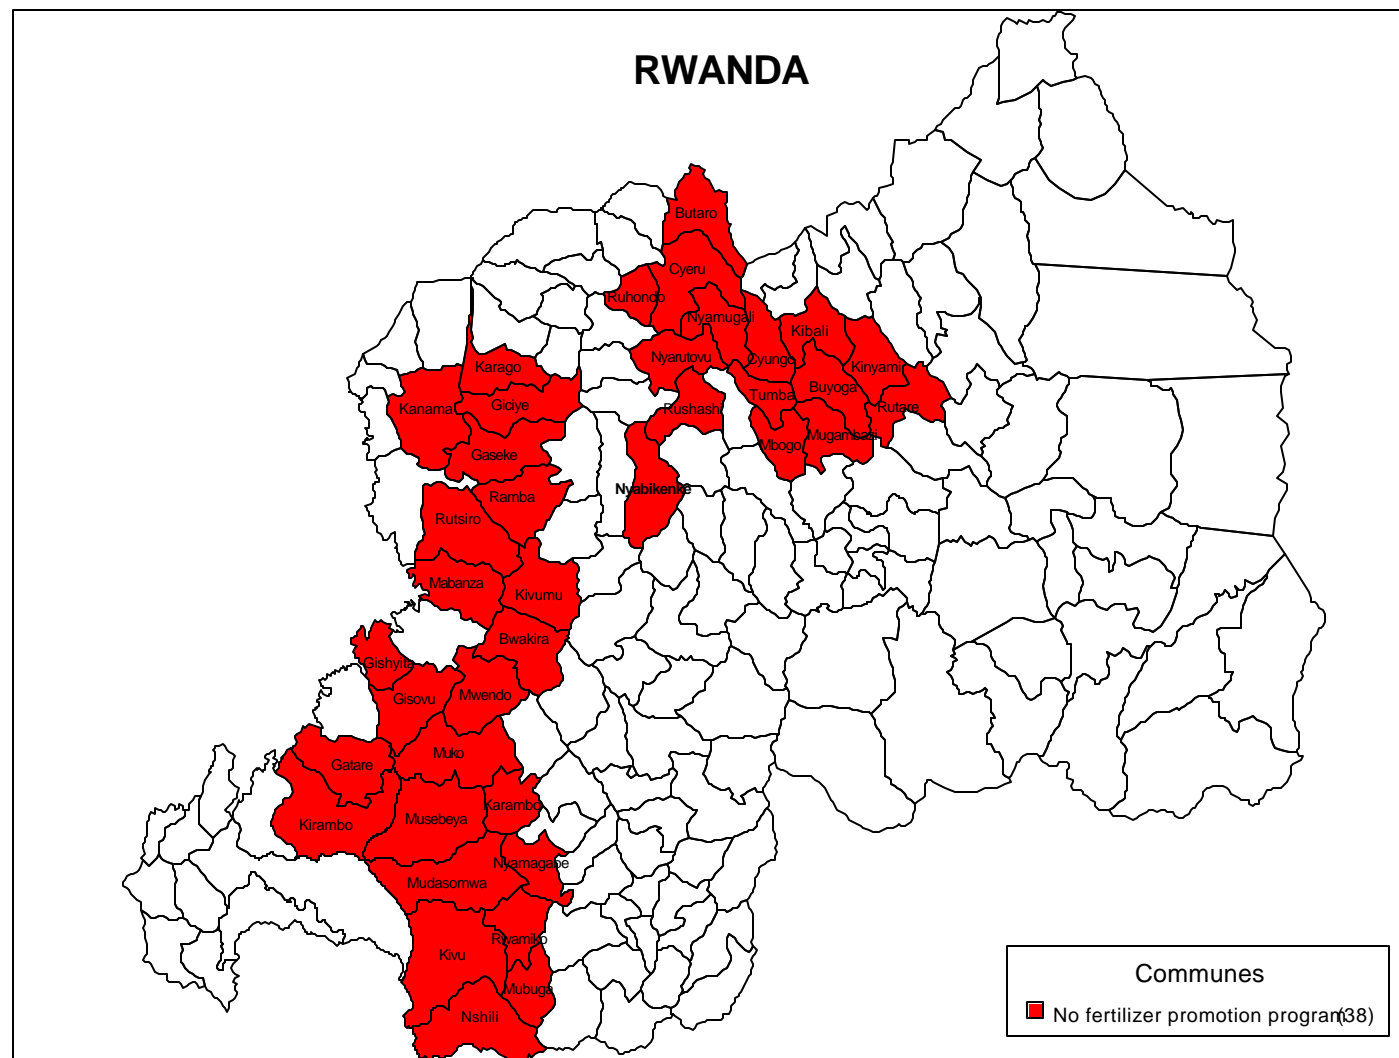 RWANDA
Butaro
Cyeru
Ruhondo
Nyamugali
Kibali
Nyarutovu
Cyungo
Karago
Kinyami
Buyoga
Tumba
Giciye
Kanama
Rushashi
Rutare
Mugambazi
Mbogo
Gaseke
Nyabikenke
Ramba
Rutsiro
Mabanza
Kivumu
Bwakira
Gishyita
Gisovu
Mwendo
Muko
Gatare
Karambo
Musebeya
Kirambo
Nyamagabe
Mudasomwa
Rwamiko
Kivu
Mubuga
Nshili
Communes
No fertilizer promotion program (38)